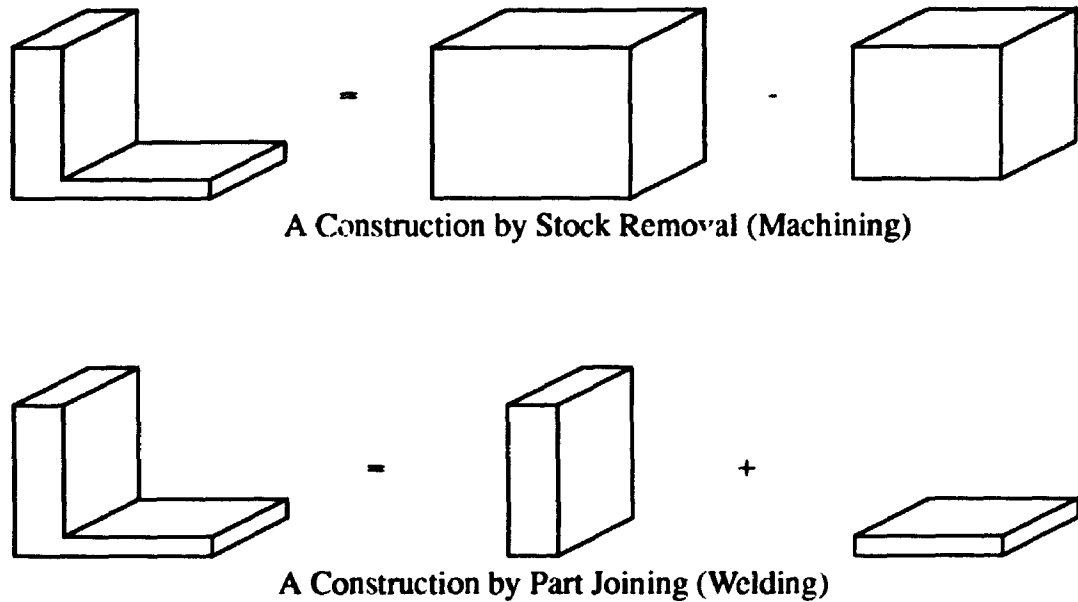 = -
A Construction by Stock Removal (Machining)
= +
A Construction by Part Joining (Welding)